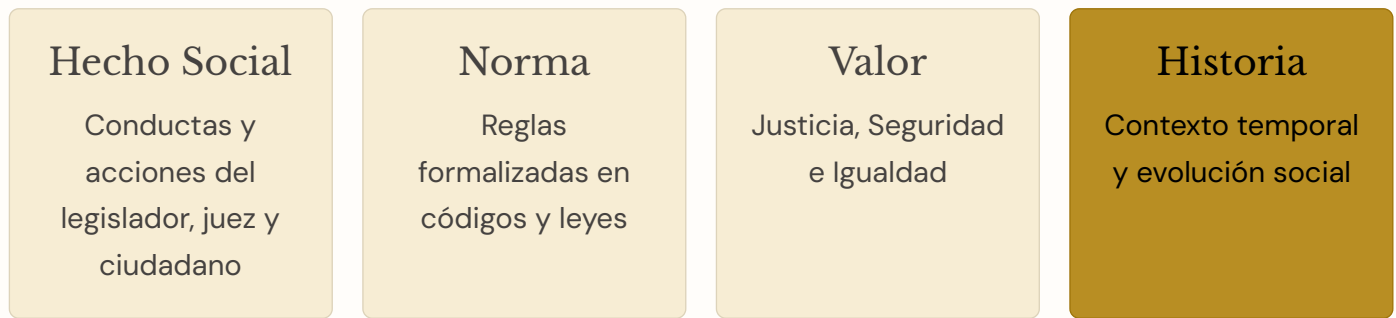 Hecho Social
Conductas y
acciones del
legislador, juez y
ciudadano
Norma
Reglas
formalizadas en
códigos y leyes
Valor
Justicia, Seguridad
e Igualdad
Historia
Contexto temporal
y evolución social